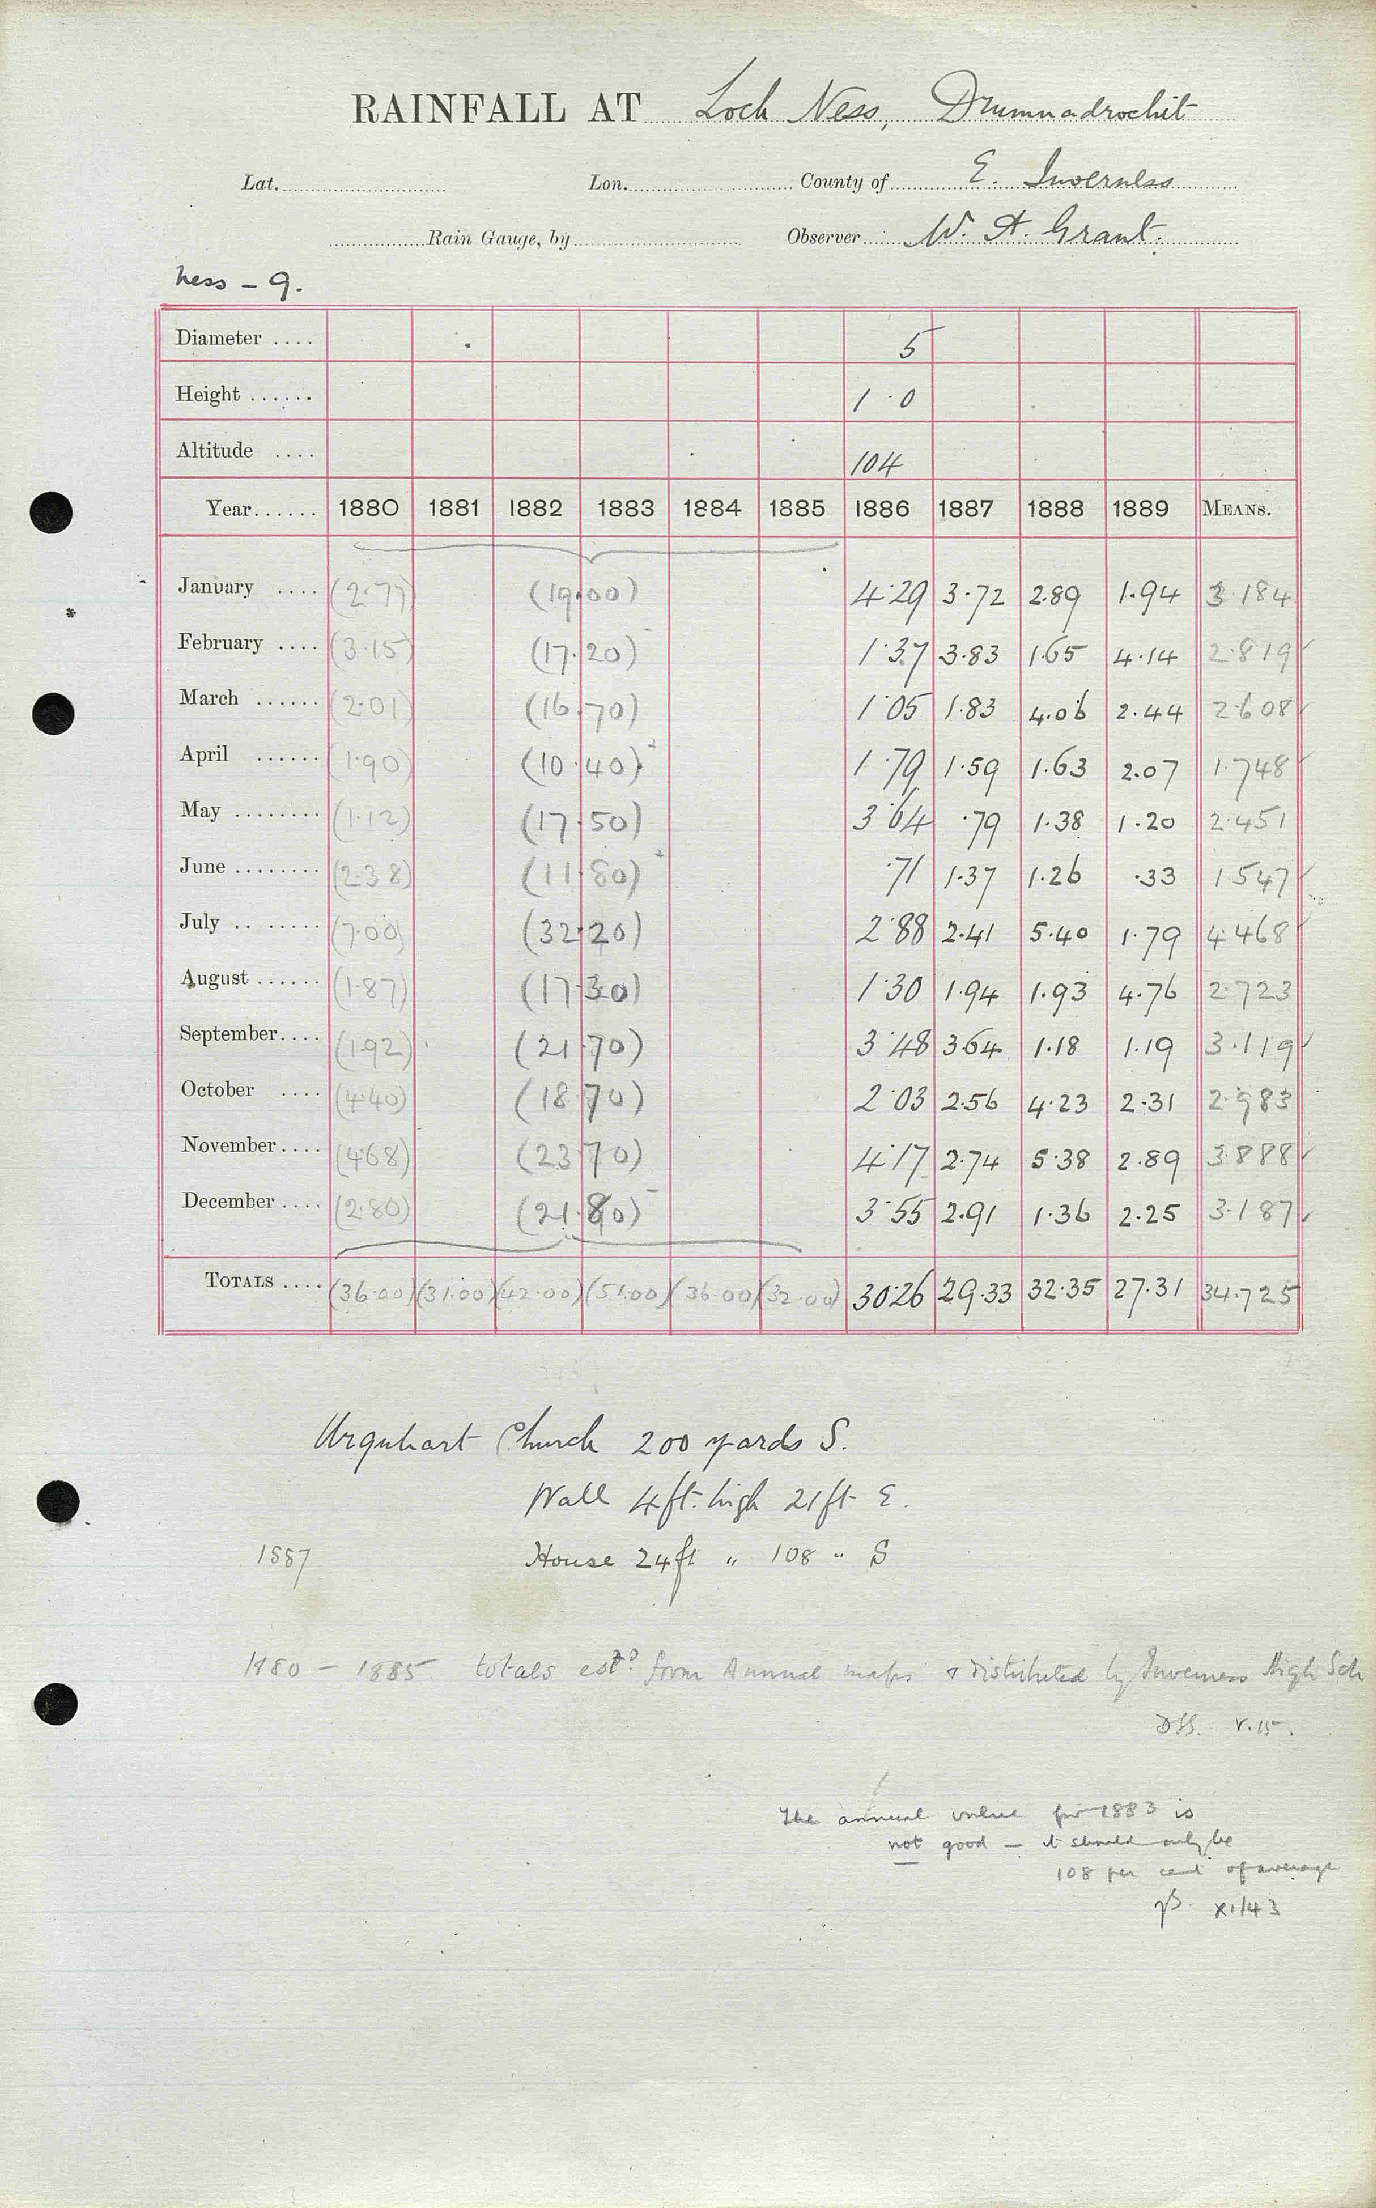 RAINFALL AT Loch Ness, Drumnadrochit
Lat. Lon. County of E. Inverness
Rain Gauge, by Observer W. A. Grant.
Ness - 9.
Diameter .... 5
Height ...... 1 · 0
Altitude .... 104
Year...... 1880 1881 1882 1883 1884 1885 1886 1887 1888 1889 MEANS.
January .... (2·77) (19·00) 4·29 3·72 2·89 1·94 3·184
February .... (3·15) (17·20) 1·37 3·83 1·65 4·14 2·819
March ...... (2·01) (16·70) 1·05 1·83 4·06 2·44 2·608
April ...... (1·90) (10·40) 1·79 1·59 1·63 2·07 1·748
May ........ (1·12) (17·50) 3·64 ·79 1·38 1·20 2·451
June ........ (2·38) (11·80) ·71 1·37 1·26 ·33 1·547
July .. ..... (7·00) (32·20) 2·88 2·41 5·40 1·79 4·468
August ...... (1·87) (17·30) 1·30 1·94 1·93 4·76 2·723
September.... (1·92) (21·70) 3·48 3·64 1·18 1·19 3·119
October .... (4·40) (18·70) 2·03 2·56 4·23 2·31 2·983
November.... (4·68) (23·70) 4·17 2·74 5·38 2·89 3·888
December .... (2·80) (21·80) 3·55 2·91 1·36 2·25 3·187
TOTALS .... (36·00) (31·00) (42·00) (51·00) (36·00) (32·00) 30·26 29·33 32·35 27·31 34·725
Urquhart Church 200 yards S.
Wall 4 ft. high 21 ft E.
1887 House 24 ft " 108 " S
1880 - 1885 totals estd. form Annual maps & distributed by Inverness High Sch
V.15.
The annual value for 1883 is
not good - it should only be
108 per cent of average
XI/43